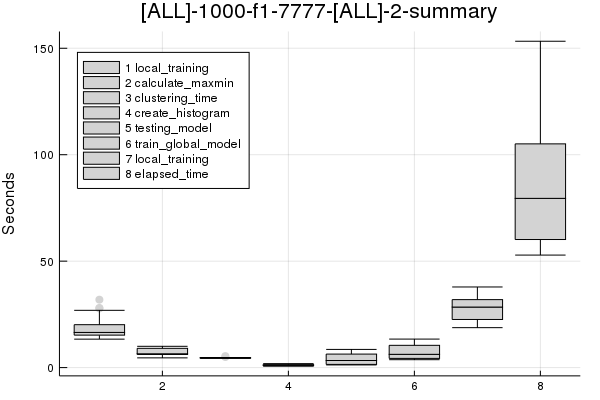 [ALL]-1000-f1-7777-[ALL]-2-summary
150
1 local_training
2 calculate_maxmin
3 clustering_time
4 create_histogram
5 testing_model
6 train_global_model
7 local_training
8 elapsed_time
100
Seconds
50
0
2 4 6 8